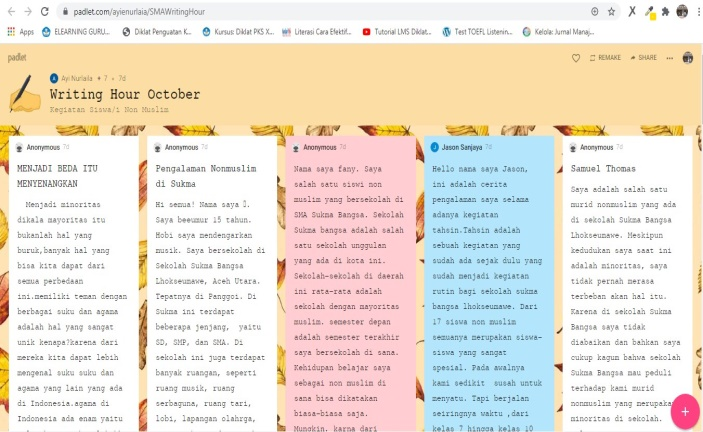 padlet.com/ayienurlaia/SMAWritingHour
Apps
ELEARNING GURU...
Diklat Penguatan K...
Kursus: Diklat PKS X...
Literasi Cara Efektif...
Tutorial LMS Diklat...
Test TOEFL Listenin...
Kelola: Jurnal Manaj...
padlet
REMAKE
SHARE
Ayi Nurlaila + 7 • 7d
Writing Hour October
Kegiatan Siswa/i Non Muslim
Anonymous 7d
MENJADI BEDA ITU
MENYENANGKAN
Menjadi minoritas
dikala mayoritas itu
bukanlah hal yang
buruk,banyak hal yang
bisa kita dapat dari
semua perbedaan
ini.memiliki teman dengan
berbagai suku dan agama
adalah hal yang sangat
unik kenapa?karena dari
mereka kita dapat lebih
mengenal suku suku dan
agama yang lain yang ada
di Indonesia.agama di
Indonesia ada enam yaitu
Anonymous 7d
Pengalaman Nonmuslim
di Sukma
Hi semua! Nama saya
Saya beeumur 15 tahun.
Hobi saya mendengarkan
musik. Saya bersekolah di
Sekolah Sukma Bangsa
Lhokseumawe, Aceh Utara.
Tepatnya di Panggoi. Di
Sukma ini terdapat
beberapa jenjang, yaitu
SD, SMP, dan SMA. Di
sekolah ini juga terdapat
banyak ruangan, seperti
ruang musik, ruang
serbaguna, ruang tari,
lobi, lapangan olahrga,
Anonymous 7d
Nama saya fany. Saya
salah satu siswi non
muslim yang bersekolah di
SMA Sukma Bangsa. Sekolah
Sukma bangsa adalah salah
satu sekolah unggulan
yang ada di kota ini.
Sekolah-sekolah di daerah
ini rata-rata adalah
sekolah dengan mayoritas
muslim. semester depan
adalah semester terakhir
saya bersekolah di sana.
Kehidupan belajar saya
sebagai non muslim di
sana bisa dikatakan
biasa-biasa saja.
Mungkin, karna dari
Jason Sanjaya 7d
Hello nama saya Jason,
ini adalah cerita
pengalaman saya selama
adanya kegiatan
tahsin.Tahsin adalah
sebuah kegiatan yang
sudah ada sejak dulu yang
sudah menjadi kegiatan
rutin bagi sekolah sukma
bangsa lhokseumawe. Dari
17 siswa non muslim
semuanya merupakan siswa-
siswa yang sangat
spesial. Pada awalnya
kami sedikit susah untuk
menyatu. Tapi berjalan
seiringnya waktu ,dari
kelas 7 hingga kelas 10
Anonymous 7d
Samuel Thomas
Saya adalah salah satu
murid nonmuslim yang ada
di sekolah Sukma Bangsa
Lhokseumawe. Meskipun
kedudukan saya saat ini
adalah minoritas, saya
tidak pernah merasa
terbeban akan hal itu.
Karena di sekolah Sukma
Bangsa saya tidak
diabaikan dan bahkan saya
cukup kagum bahwa sekolah
Sukma Bangsa mau peduli
terhadap kami murid
nonmuslim yang merupakan
minoritas di sekolah.